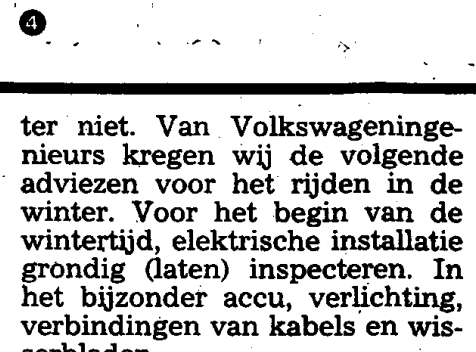 4
ter niet. Van Volkswageninge-
nieurs kregen wij de volgende
adviezen voor het rijden in de
winter. Voor het begin van de
wintertijd, elektrische installatie
grondig (laten) inspecteren. In
het bijzonder accu, verlichting,
verbindingen van kabels en wis-